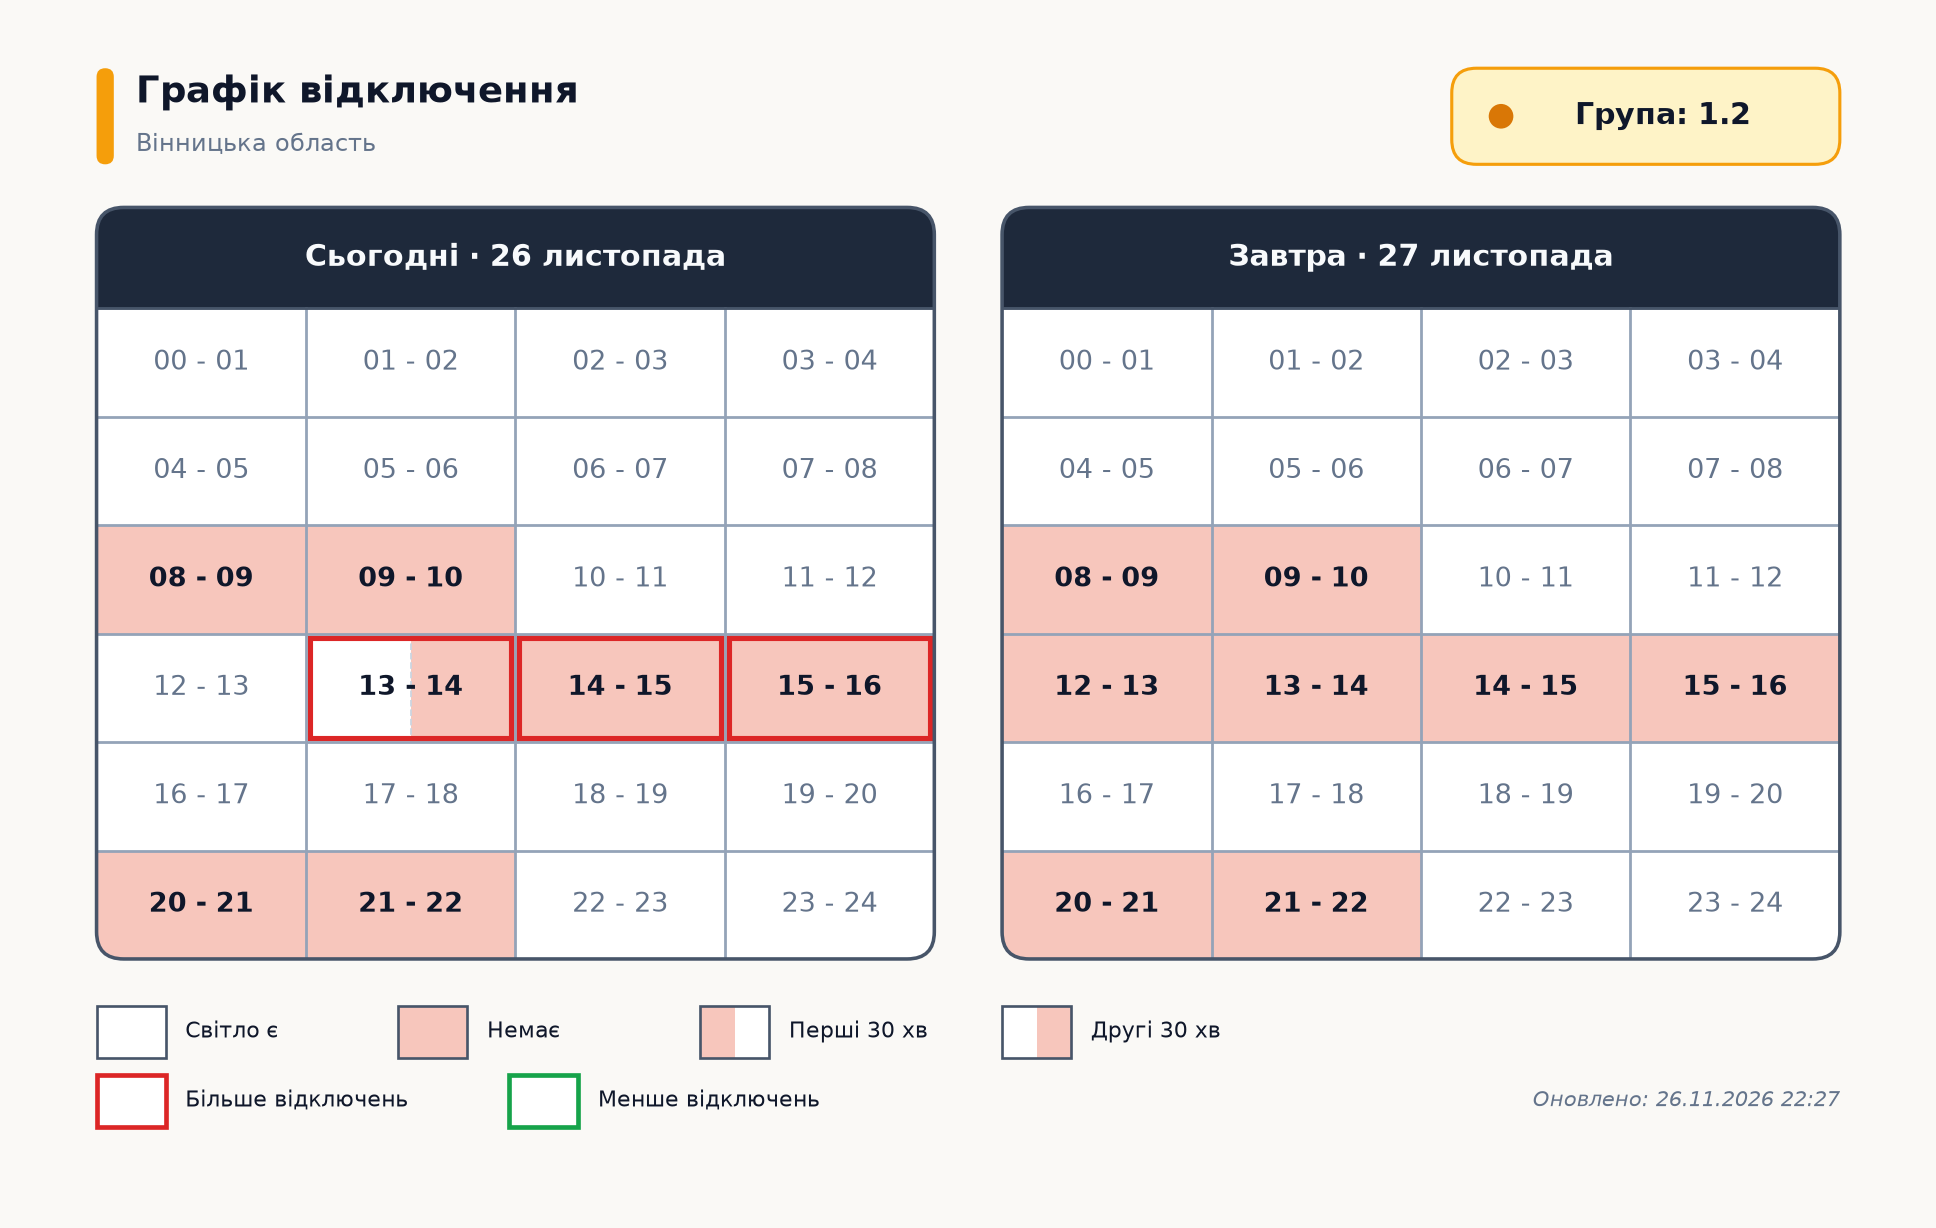 Графік відключення
Вінницька область
Група: 1.2
Сьогодні · 26 листопада
00 - 01 01 - 02 02 - 03 03 - 04
04 - 05 05 - 06 06 - 07 07 - 08
08 - 09 09 - 10 10 - 11 11 - 12
12 - 13 13 - 14 14 - 15 15 - 16
16 - 17 17 - 18 18 - 19 19 - 20
20 - 21 21 - 22 22 - 23 23 - 24
Завтра · 27 листопада
00 - 01 01 - 02 02 - 03 03 - 04
04 - 05 05 - 06 06 - 07 07 - 08
08 - 09 09 - 10 10 - 11 11 - 12
12 - 13 13 - 14 14 - 15 15 - 16
16 - 17 17 - 18 18 - 19 19 - 20
20 - 21 21 - 22 22 - 23 23 - 24
Світло є Немає Перші 30 хв Другі 30 хв
Більше відключень Менше відключень
Оновлено: 26.11.2026 22:27